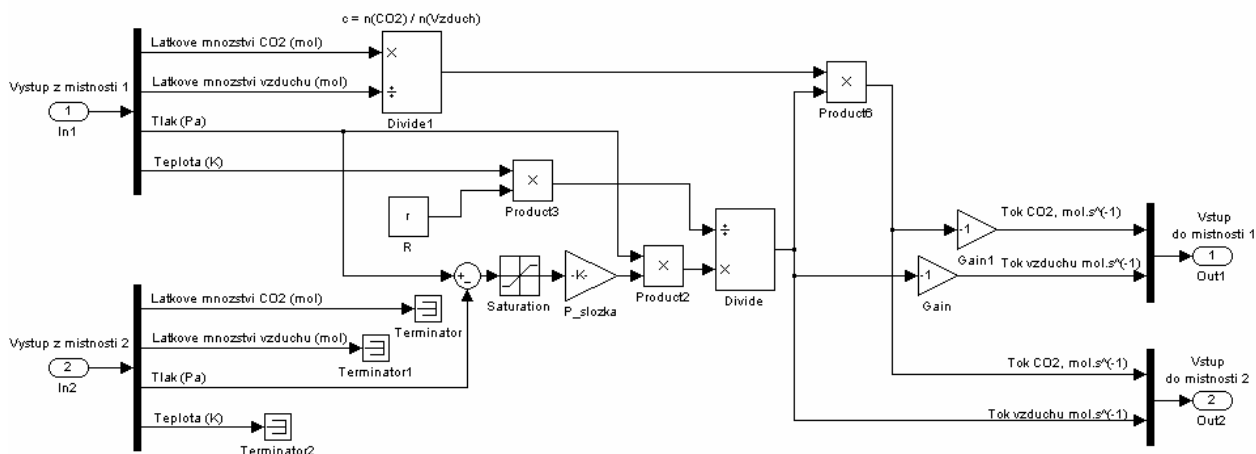 c = n(CO2) / n(Vzduch)
Latkove mnozstvi CO2 (mol)
×
Vystup z mistnosti 1
Latkove mnozstvi vzduchu (mol)
÷
×
1
In1
Divide1
Product6
Tlak (Pa)
Teplota (K)
×
Product3
r
R
÷
×
Divide
Tok CO2, mol.s^(-1)
Vstup
do mistnosti 1
-1
Gain1
1
Out1
Tok vzduchu mol.s^(-1)
-1
Gain
+
−
Saturation
-K-
P_slozka
×
Product2
Latkove mnozstvi CO2 (mol)
Terminator
Vystup z mistnosti 2
Latkove mnozstvi vzduchu (mol)
Terminator1
2
In2
Tlak (Pa)
Teplota (K)
Terminator2
Tok CO2, mol.s^(-1)
Vstup
do mistnosti 2
2
Out2
Tok vzduchu mol.s^(-1)